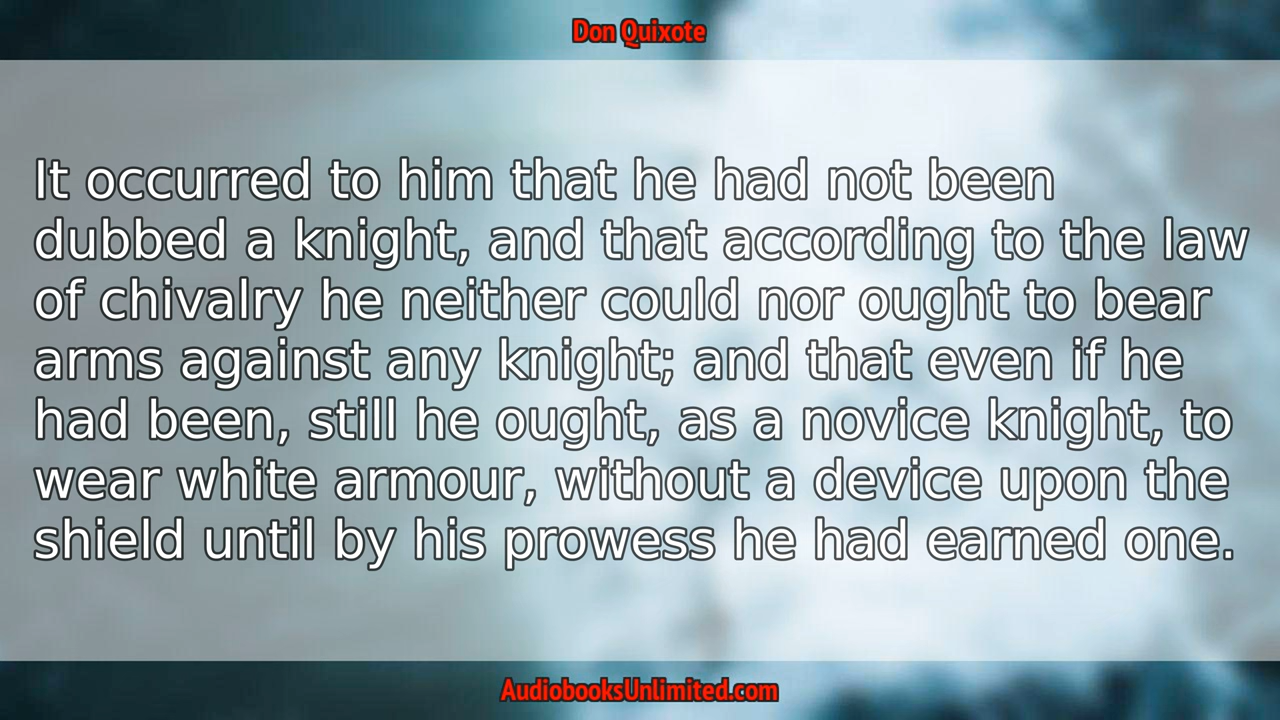 Don Quixote
It occurred to him that he had not been
dubbed a knight, and that according to the law
of chivalry he neither could nor ought to bear
arms against any knight; and that even if he
had been, still he ought, as a novice knight, to
wear white armour, without a device upon the
shield until by his prowess he had earned one.
AudiobooksUnlimited.com